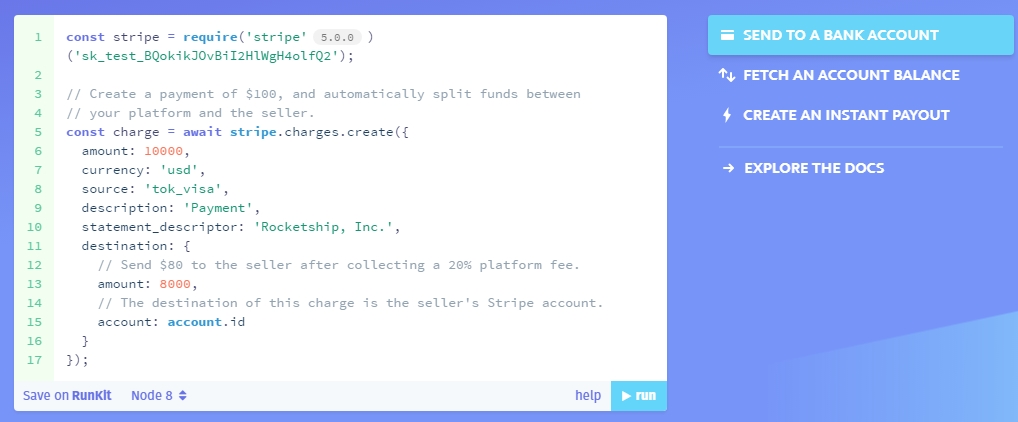 1 const stripe = require('stripe' 5.0.0 )
('sk_test_BQokikJOvBiI2HlWgH4olfQ2');
2
3 // Create a payment of $100, and automatically split funds between
4 // your platform and the seller.
5 const charge = await stripe.charges.create({
6 amount: 10000,
7 currency: 'usd',
8 source: 'tok_visa',
9 description: 'Payment',
10 statement_descriptor: 'Rocketship, Inc.',
11 destination: {
12 // Send $80 to the seller after collecting a 20% platform fee.
13 amount: 8000,
14 // The destination of this charge is the seller's Stripe account.
15 account: account.id
16 }
17 });
Save on RunKit Node 8 help run
SEND TO A BANK ACCOUNT
FETCH AN ACCOUNT BALANCE
CREATE AN INSTANT PAYOUT
EXPLORE THE DOCS